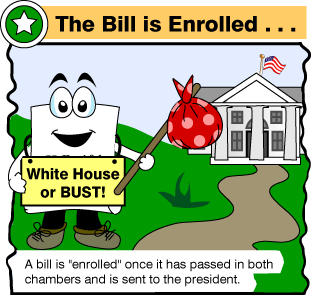 The Bill is Enrolled . . .
White House
or BUST!
A bill is "enrolled" once it has passed in both
chambers and is sent to the president.